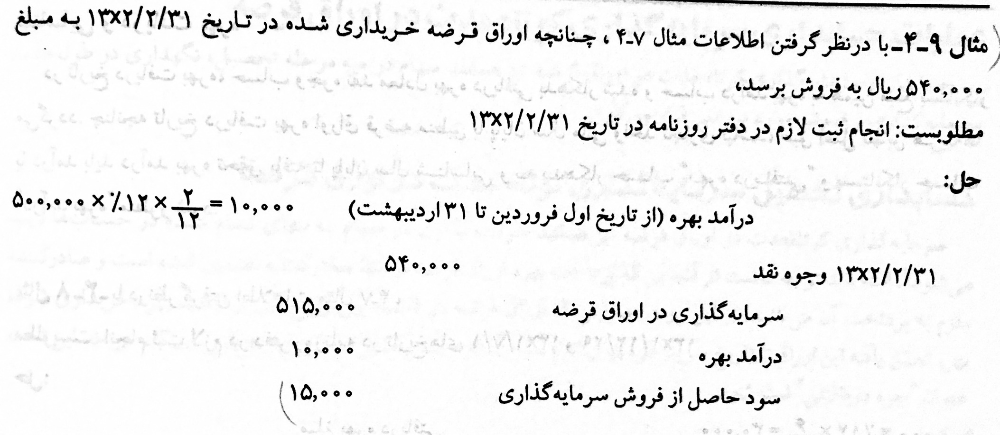 مثال ۹ـ۴ـ با درنظر گرفتن اطلاعات مثال ۷ـ۴ ، چنانچه اوراق قرضه خریداری شده در تاریخ ۱۳X۲/۲/۳۱ به مبلغ
۵۴۰,۰۰۰ ریال به فروش برسد،
مطلوبست: انجام ثبت لازم در دفتر روزنامه در تاریخ ۱۳X۲/۲/۳۱
حل:
درآمد بهره (از تاریخ اول فروردین تا ۳۱ اردیبهشت) ۵۰۰,۰۰۰ × ٪۱۲ × ۲/۱۲ = ۱۰,۰۰۰
۱۳X۲/۲/۳۱ وجوه نقد ۵۴۰,۰۰۰
سرمایه‌گذاری در اوراق قرضه ۵۱۵,۰۰۰
درآمد بهره ۱۰,۰۰۰
سود حاصل از فروش سرمایه‌گذاری ۱۵,۰۰۰